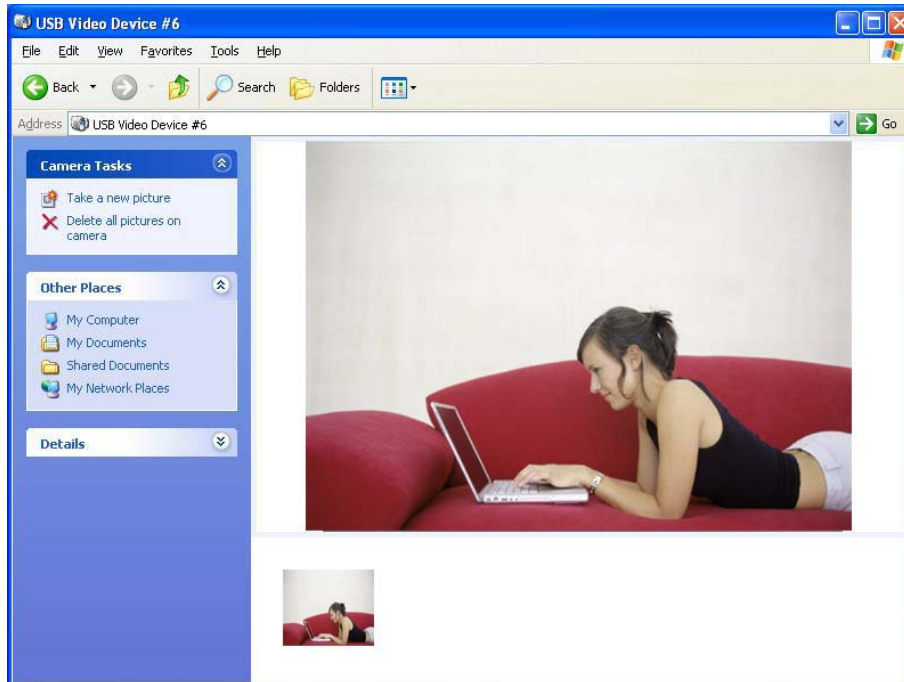 USB Video Device #6
File Edit View Favorites Tools Help
Back Search Folders
Address USB Video Device #6 Go
Camera Tasks
Take a new picture
Delete all pictures on
camera
Other Places
My Computer
My Documents
Shared Documents
My Network Places
Details